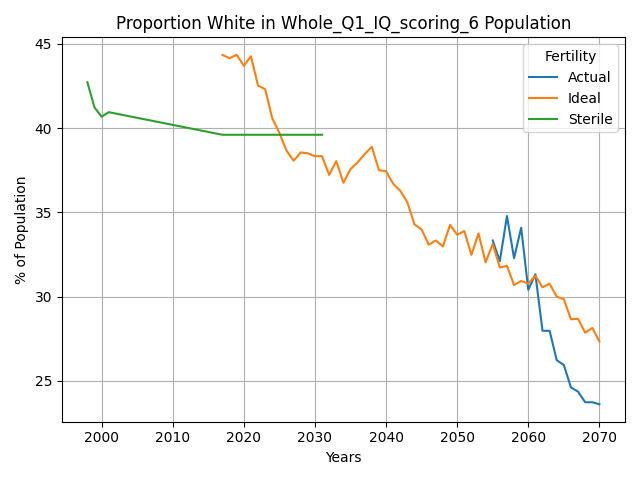 Proportion White in Whole_Q1_IQ_scoring_6 Population
% of Population
45
40
35
30
25
Fertility
Actual
Ideal
Sterile
2000 2010 2020 2030 2040 2050 2060 2070
Years